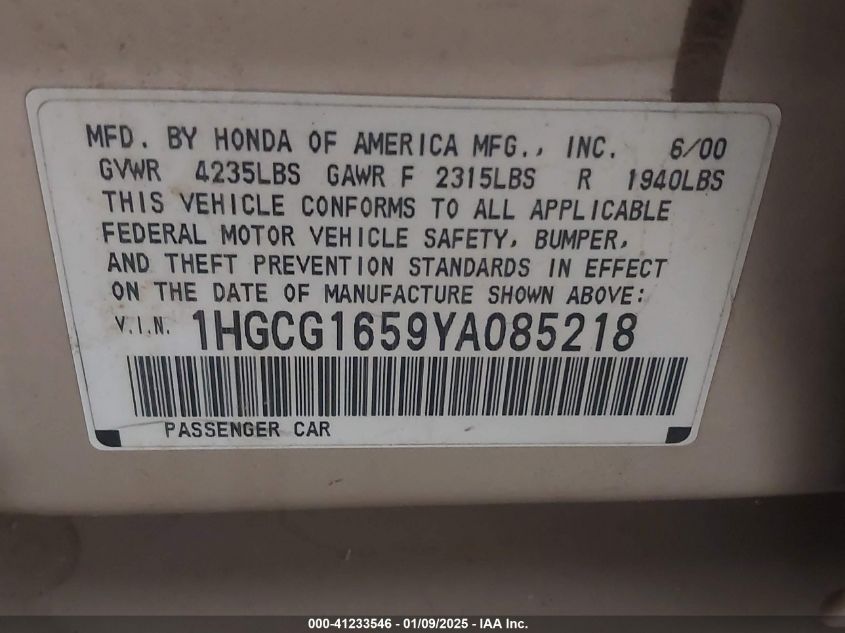 MFD. BY HONDA OF AMERICA MFG., INC. 6/00
GVWR 4235LBS GAWR F 2315LBS R 1940LBS
THIS VEHICLE CONFORMS TO ALL APPLICABLE
FEDERAL MOTOR VEHICLE SAFETY, BUMPER,
AND THEFT PREVENTION STANDARDS IN EFFECT
ON THE DATE OF MANUFACTURE SHOWN ABOVE:
V.I.N. 1HGCG1659YA085218
PASSENGER CAR
000-41233546 - 01/09/2025 - IAA Inc.